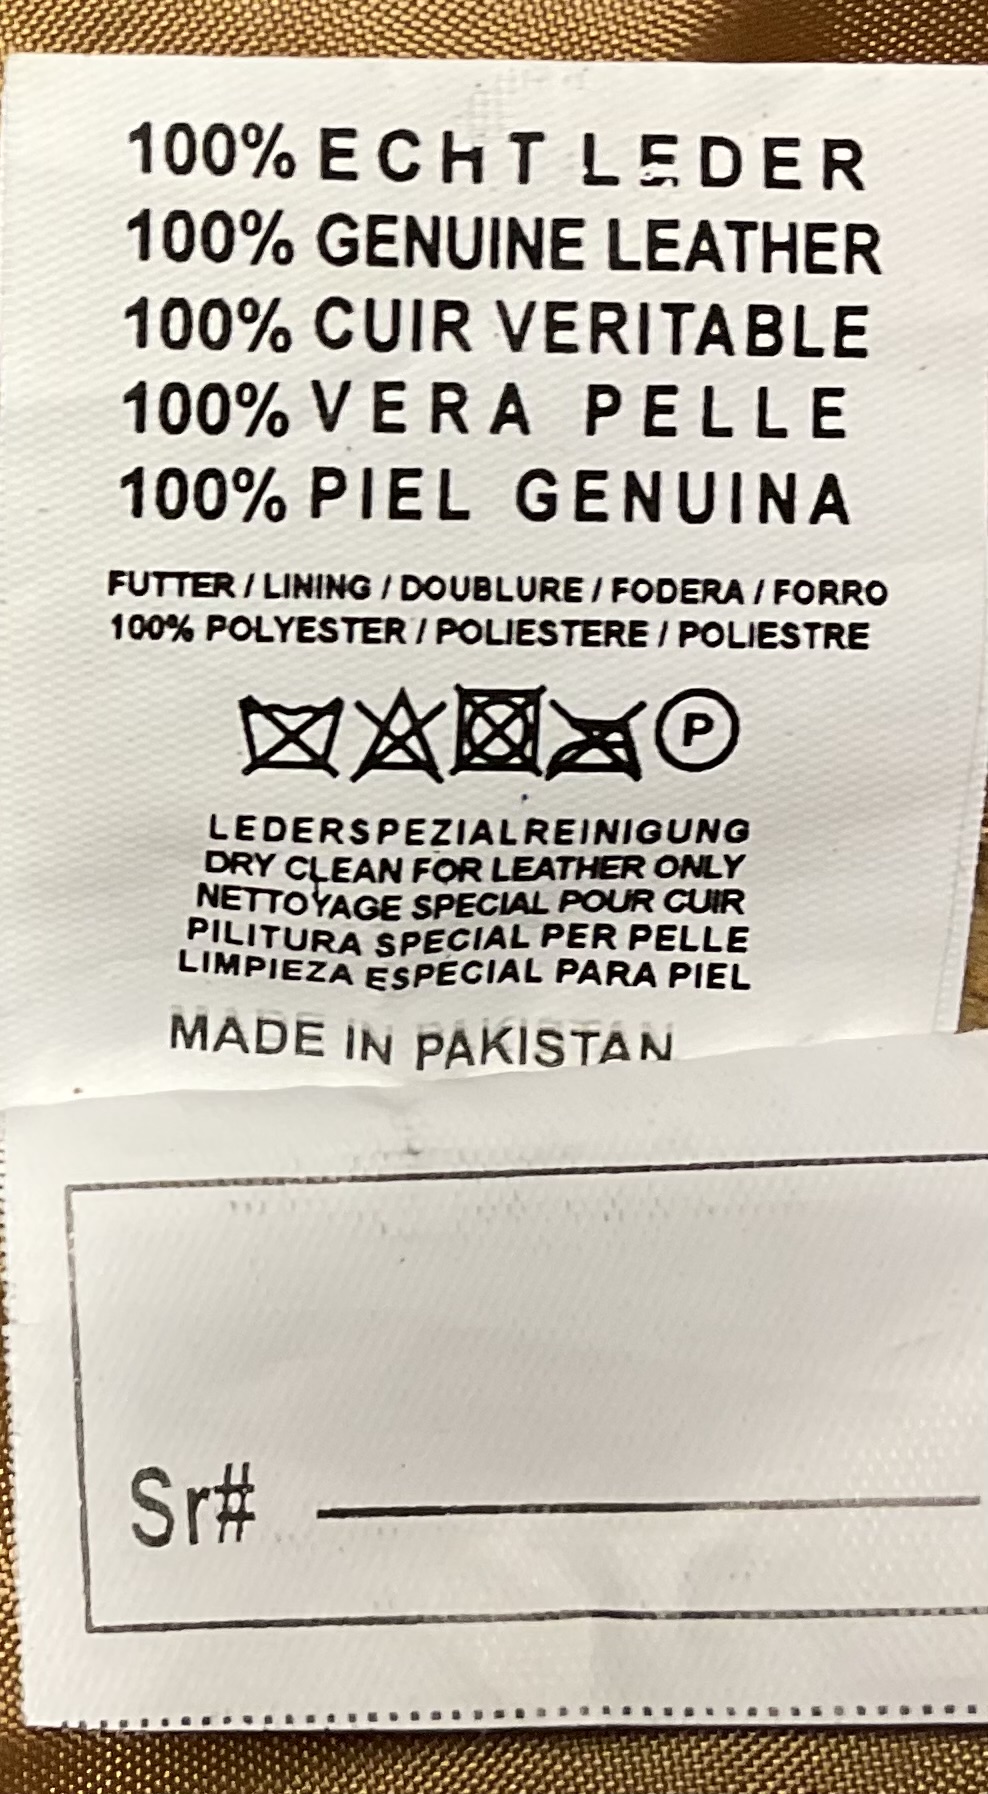 100% ECHT LEDER
100% GENUINE LEATHER
100% CUIR VERITABLE
100% VERA PELLE
100% PIEL GENUINA
FUTTER / LINING / DOUBLURE / FODERA / FORRO
100% POLYESTER / POLIESTERE / POLIESTRE
P
LEDERSPEZIALREINIGUNG
DRY CLEAN FOR LEATHER ONLY
NETTOYAGE SPECIAL POUR CUIR
PILITURA SPECIAL PER PELLE
LIMPIEZA ESPECIAL PARA PIEL
MADE IN PAKISTAN
Sr#